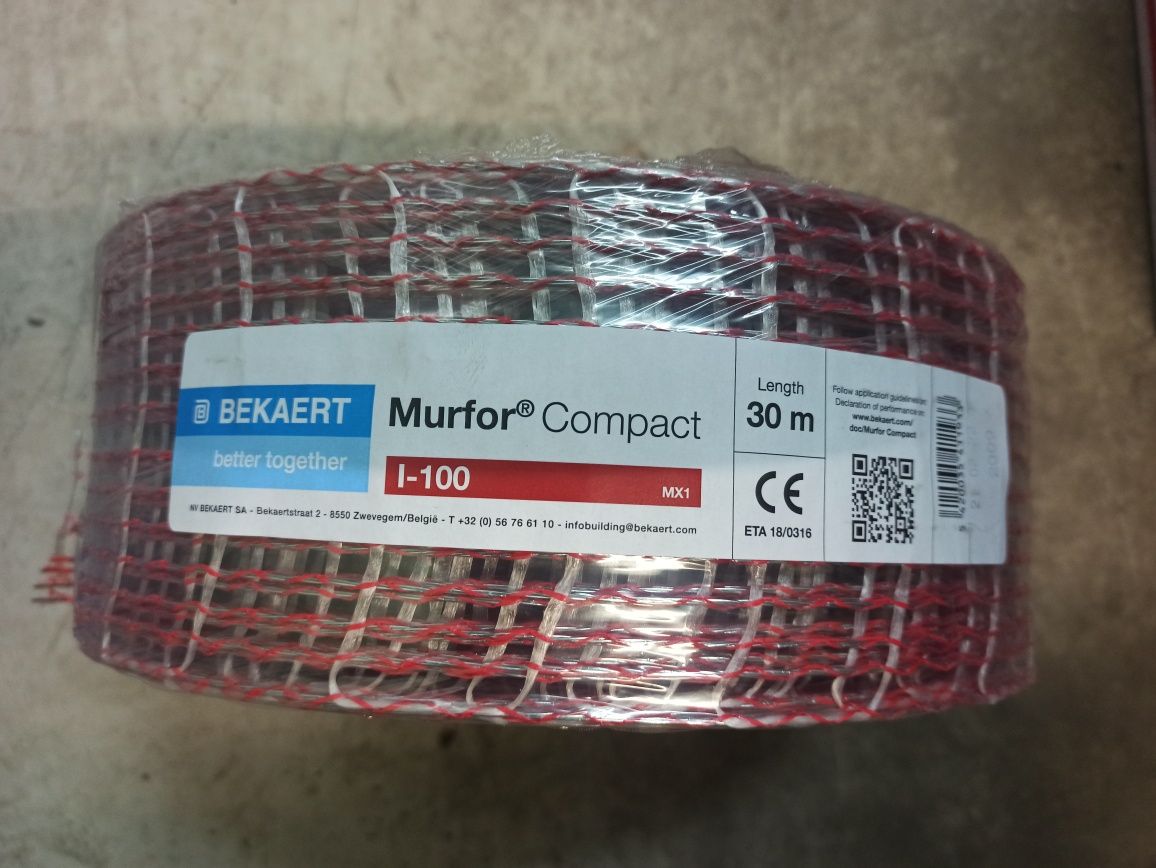 BEKAERT
better together
Murfor® Compact
I-100
MX1
NV BEKAERT SA - Bekaertstraat 2 - 8550 Zwevegem/België - T +32 (0) 56 76 61 10 - infobuilding@bekaert.com
Length
30 m
CE
ETA 18/0316
Follow application guidelines
Declaration of performance on
www.bekaert.com/
doc/Murfor Compact